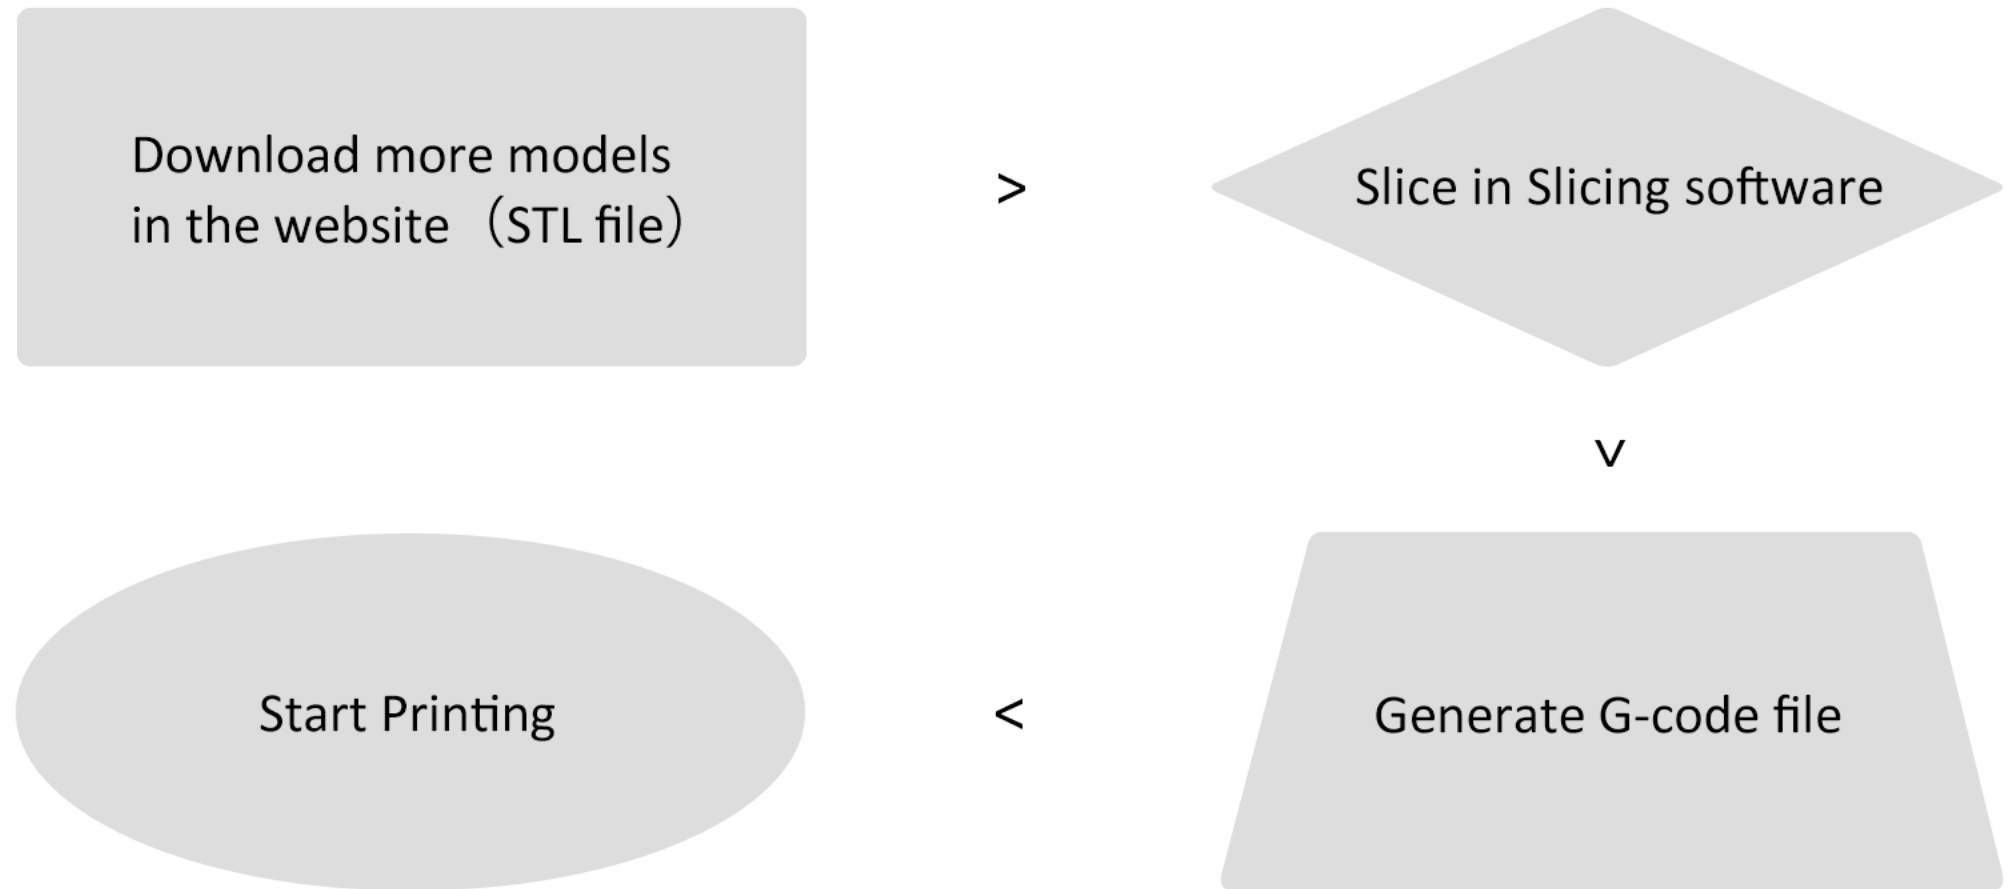 Download more models
in the website（STL file）
>
Slice in Slicing software
v
Generate G-code file
<
Start Printing